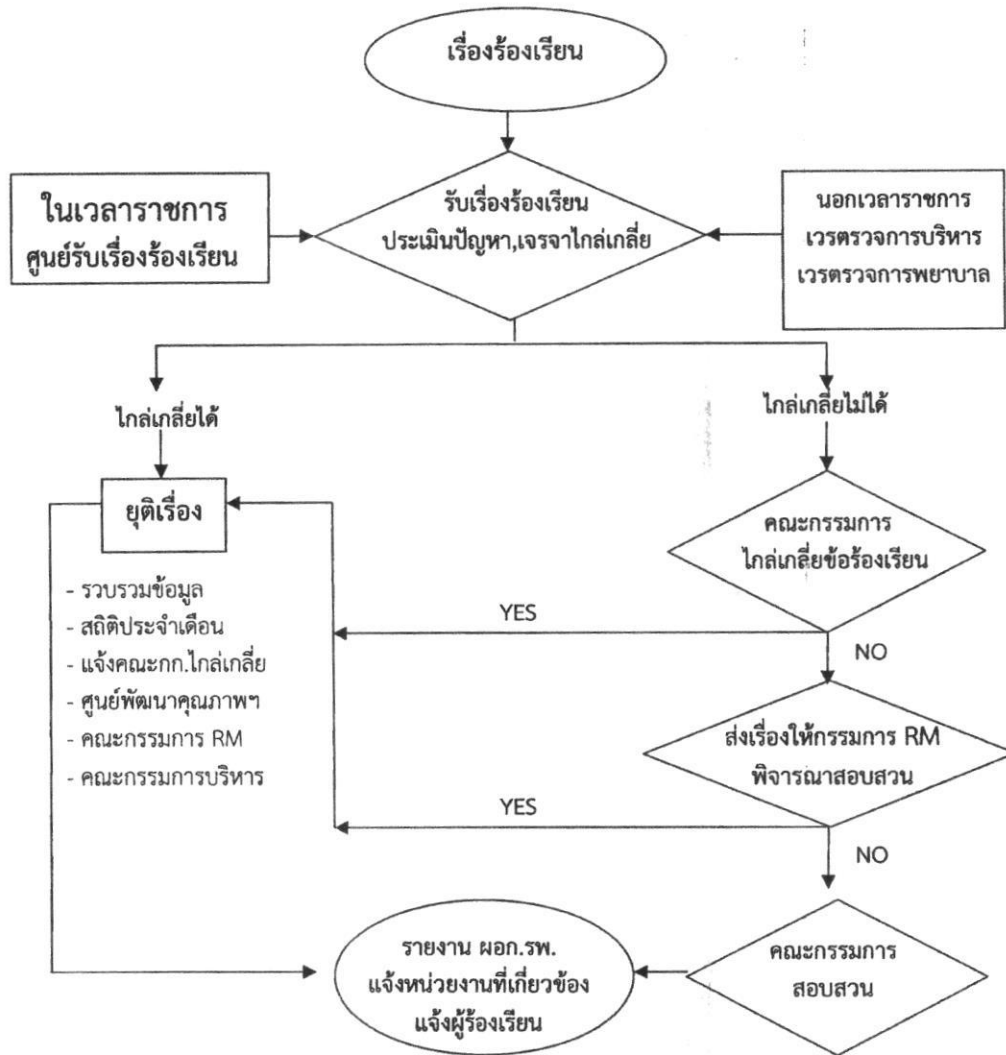 เรื่องร้องเรียน
ในเวลาราชการ
ศูนย์รับเรื่องร้องเรียน
รับเรื่องร้องเรียน
ประเมินปัญหา,เจรจาไกล่เกลี่ย
นอกเวลาราชการ
เวรตรวจการบริหาร
เวรตรวจการพยาบาล
ไกล่เกลี่ยได้
ไกล่เกลี่ยไม่ได้
ยุติเรื่อง
- รวบรวมข้อมูล
- สถิติประจำเดือน
- แจ้งคณะกก.ไกล่เกลี่ย
- ศูนย์พัฒนาคุณภาพฯ
- คณะกรรมการ RM
- คณะกรรมการบริหาร
คณะกรรมการ
ไกล่เกลี่ยข้อร้องเรียน
YES
NO
ส่งเรื่องให้กรรมการ RM
พิจารณาสอบสวน
YES
NO
คณะกรรมการ
สอบสวน
รายงาน ผอก.รพ.
แจ้งหน่วยงานที่เกี่ยวข้อง
แจ้งผู้ร้องเรียน